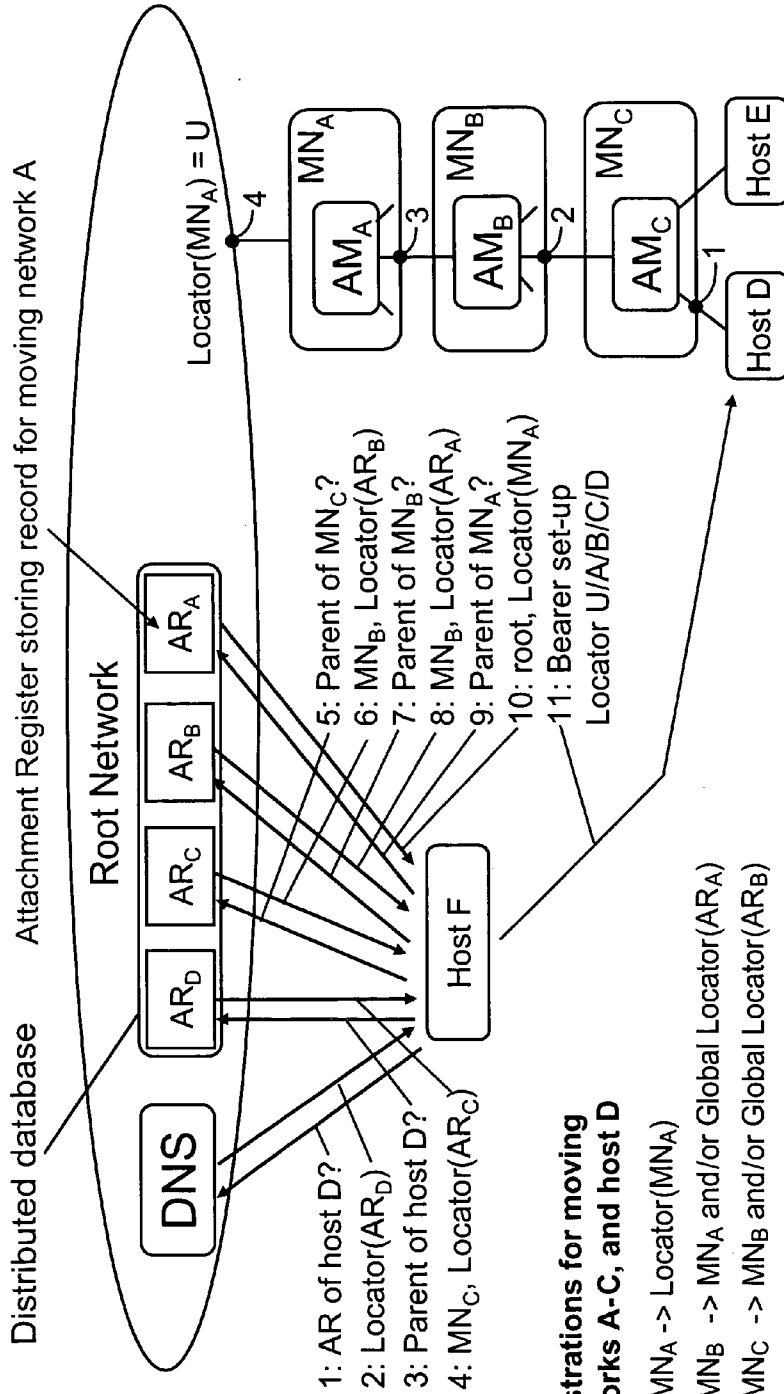 Distributed database
Attachment Register storing record for moving network A
Root Network
DNS
AR_D
AR_C
AR_B
AR_A
Locator(MN_A) = U
4
MN_A
AM_A
3
MN_B
AM_B
2
MN_C
AM_C
1
Host D
Host E
Host F
1: AR of host D?
2: Locator(AR_D)
3: Parent of host D?
4: MN_C, Locator(AR_C)
5: Parent of MN_C?
6: MN_B, Locator(AR_B)
7: Parent of MN_B?
8: MN_B, Locator(AR_A)
9: Parent of MN_A?
10: root, Locator(MN_A)
11: Bearer set-up
Locator U/A/B/C/D
strations for moving
orks A-C, and host D
MN_A -> Locator(MN_A)
MN_B -> MN_A and/or Global Locator(AR_A)
MN_C -> MN_B and/or Global Locator(AR_B)